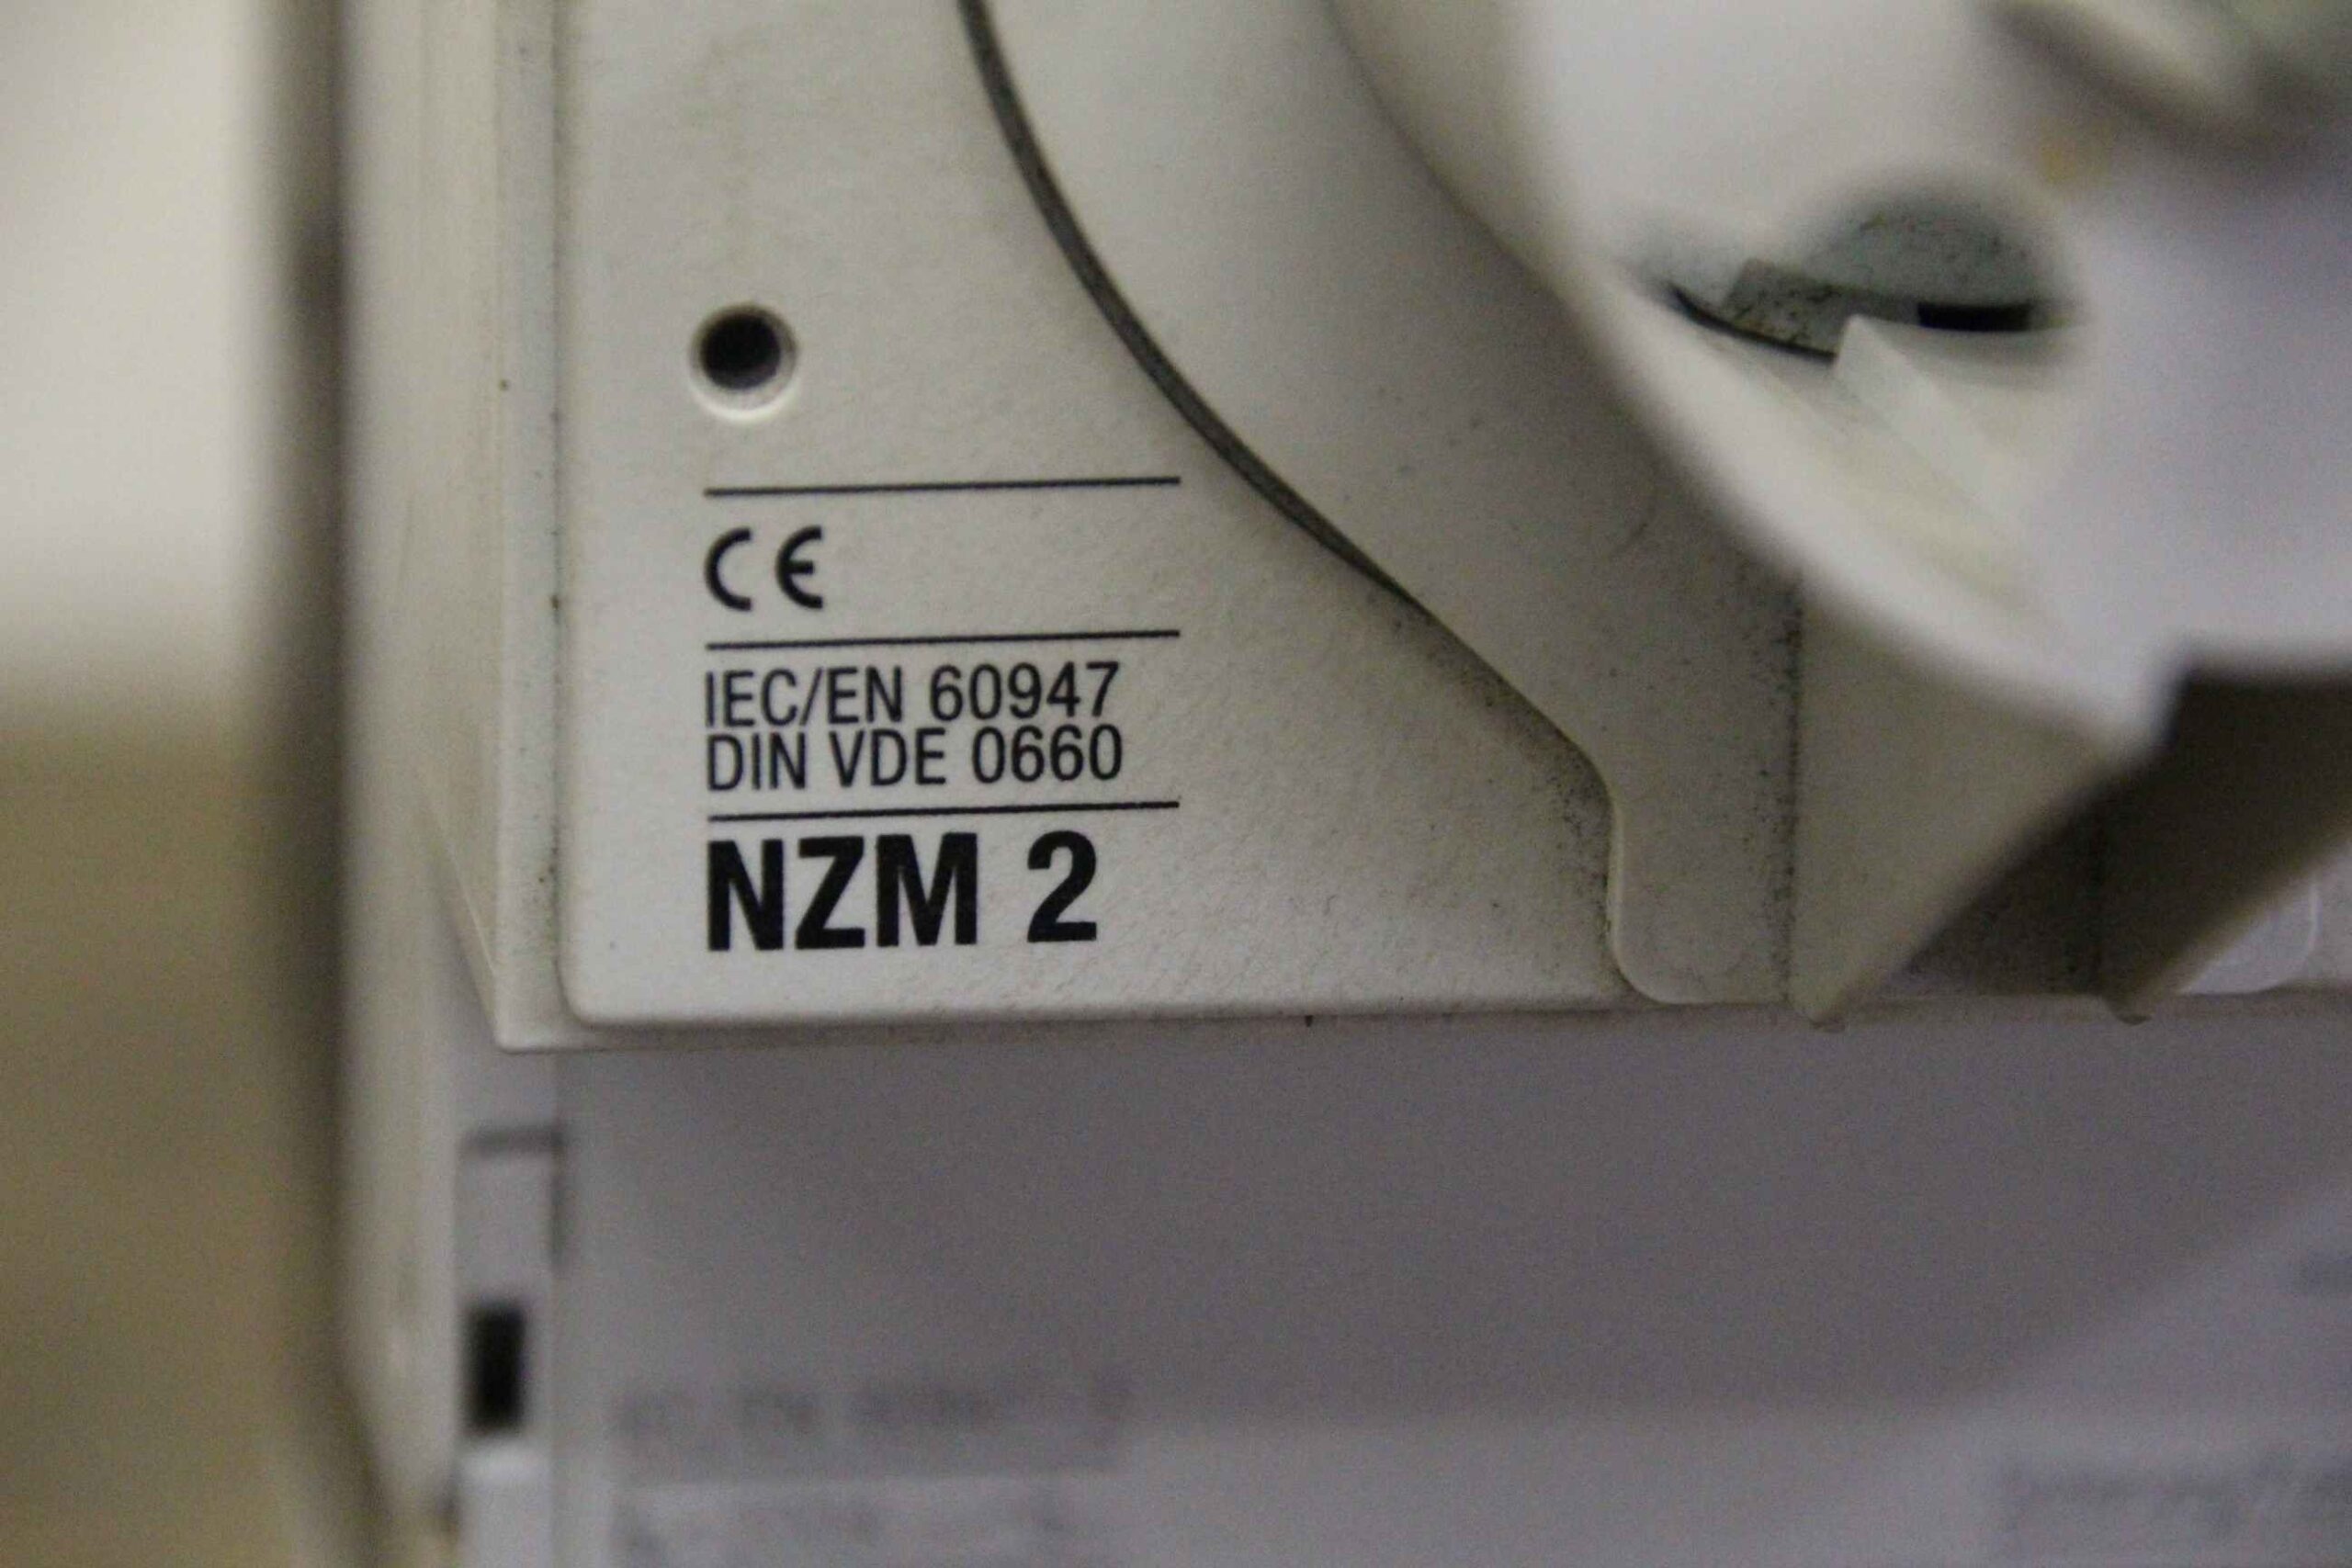 CE
IEC/EN 60947
DIN VDE 0660
NZM 2